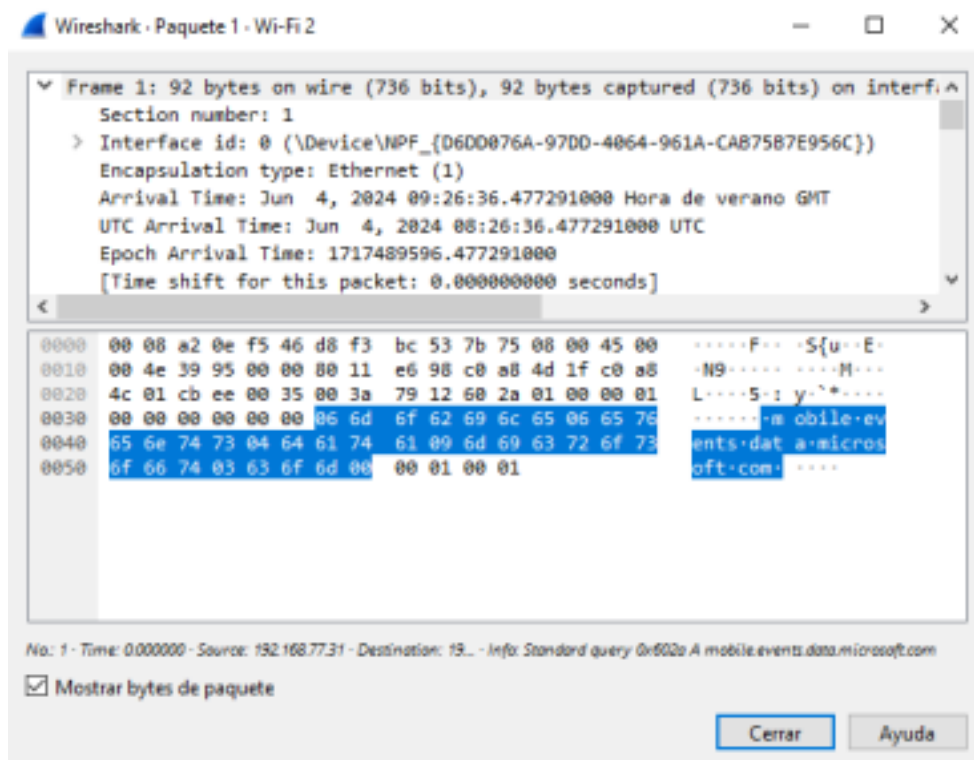 Wireshark · Paquete 1 · Wi-Fi 2
Frame 1: 92 bytes on wire (736 bits), 92 bytes captured (736 bits) on interf
Section number: 1
Interface id: 0 (\Device\NPF_{D6DD076A-97DD-4064-961A-CAB75B7E956C})
Encapsulation type: Ethernet (1)
Arrival Time: Jun  4, 2024 09:26:36.477291000 Hora de verano GMT
UTC Arrival Time: Jun  4, 2024 08:26:36.477291000 UTC
Epoch Arrival Time: 1717489596.477291000
[Time shift for this packet: 0.000000000 seconds]
0000 00 08 a2 0e f5 46 d8 f3 bc 53 7b 75 08 00 45 00 ·····F·· ·S{u··E·
0010 00 4e 39 95 00 00 80 11 e6 98 c0 a8 4d 1f c0 a8 ·N9····· ····M···
0020 4c 01 cb ee 00 35 00 3a 79 12 60 2a 01 00 00 01 L····5·: y·`*····
0030 00 00 00 00 00 00 06 6d 6f 62 69 6c 65 06 65 76 ·······m obile·ev
0040 65 6e 74 73 04 64 61 74 61 09 6d 69 63 72 6f 73 ents·dat a·micros
0050 6f 66 74 03 63 6f 6d 00 00 01 00 01 oft·com· ····
No.: 1 · Time: 0.000000 · Source: 192.168.77.31 · Destination: 19... · Info: Standard query 0x602a A mobile.events.data.microsoft.com
Mostrar bytes de paquete
Cerrar
Ayuda